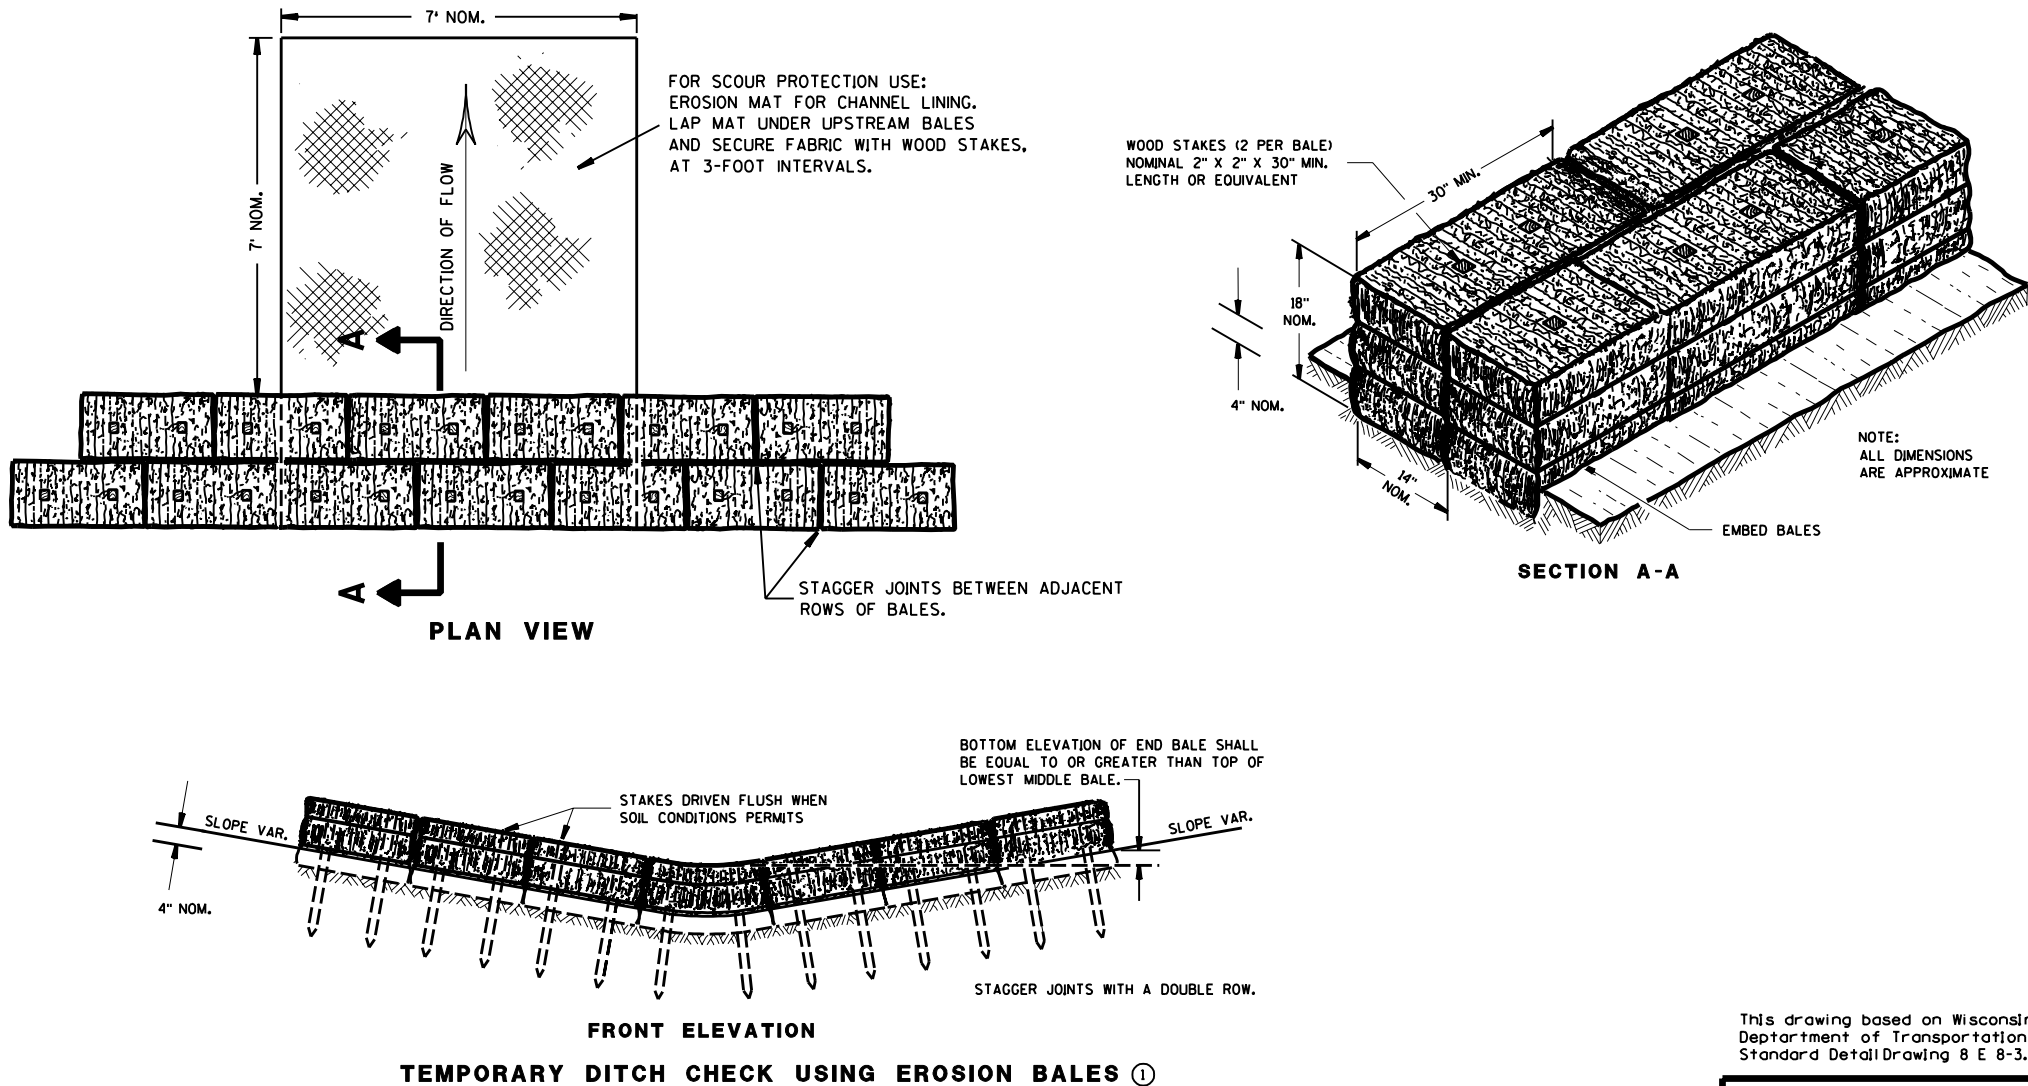 7' NOM.
7' NOM.
DIRECTION OF FLOW
FOR SCOUR PROTECTION USE:
EROSION MAT FOR CHANNEL LINING.
LAP MAT UNDER UPSTREAM BALES
AND SECURE FABRIC WITH WOOD STAKES,
AT 3-FOOT INTERVALS.
A
A
STAGGER JOINTS BETWEEN ADJACENT
ROWS OF BALES.
PLAN VIEW
WOOD STAKES (2 PER BALE)
NOMINAL 2" X 2" X 30" MIN.
LENGTH OR EQUIVALENT
30" MIN.
18"
NOM.
4" NOM.
14"
NOM.
NOTE:
ALL DIMENSIONS
ARE APPROXIMATE
EMBED BALES
SECTION A-A
BOTTOM ELEVATION OF END BALE SHALL
BE EQUAL TO OR GREATER THAN TOP OF
LOWEST MIDDLE BALE.
STAKES DRIVEN FLUSH WHEN
SOIL CONDITIONS PERMITS
SLOPE VAR.
SLOPE VAR.
4" NOM.
STAGGER JOINTS WITH A DOUBLE ROW.
FRONT ELEVATION
TEMPORARY DITCH CHECK USING EROSION BALES ①
This drawing based on Wisconsin
Deptartment of Transportation
Standard Detail Drawing 8 E 8-3.